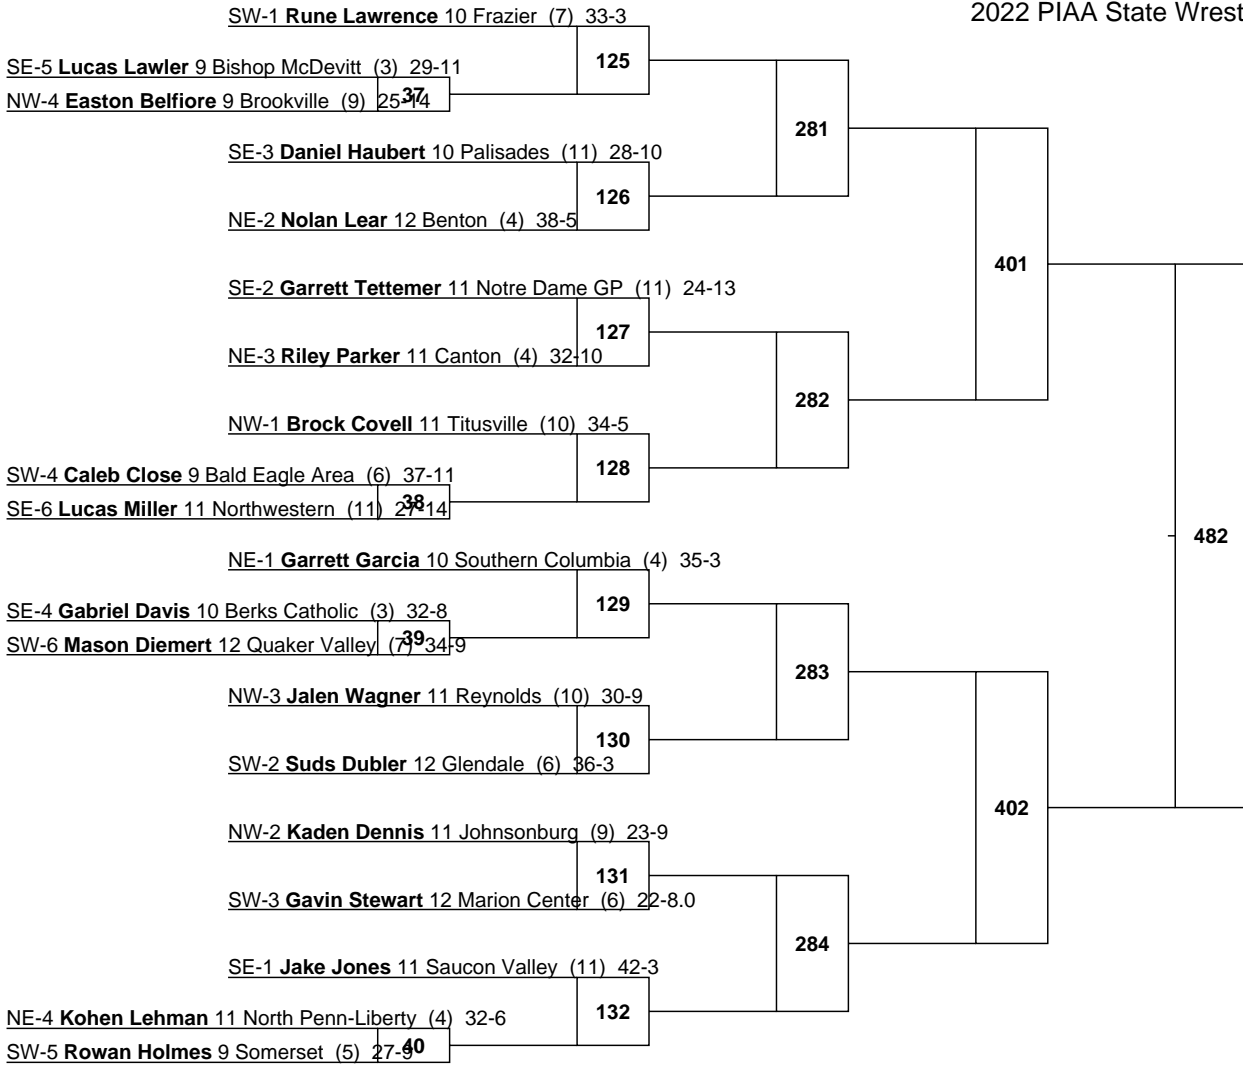 2022 PIAA State Wrest
SW-1 Rune Lawrence 10 Frazier (7) 33-3
125
SE-5 Lucas Lawler 9 Bishop McDevitt (3) 29-11
37
NW-4 Easton Belfiore 9 Brookville (9) 25-14
281
SE-3 Daniel Haubert 10 Palisades (11) 28-10
126
NE-2 Nolan Lear 12 Benton (4) 38-5
401
SE-2 Garrett Tettemer 11 Notre Dame GP (11) 24-13
127
NE-3 Riley Parker 11 Canton (4) 32-10
282
NW-1 Brock Covell 11 Titusville (10) 34-5
128
SW-4 Caleb Close 9 Bald Eagle Area (6) 37-11
38
SE-6 Lucas Miller 11 Northwestern (11) 27-14
482
NE-1 Garrett Garcia 10 Southern Columbia (4) 35-3
129
SE-4 Gabriel Davis 10 Berks Catholic (3) 32-8
39
SW-6 Mason Diemert 12 Quaker Valley (7) 34-9
283
NW-3 Jalen Wagner 11 Reynolds (10) 30-9
130
SW-2 Suds Dubler 12 Glendale (6) 36-3
402
NW-2 Kaden Dennis 11 Johnsonburg (9) 23-9
131
SW-3 Gavin Stewart 12 Marion Center (6) 22-8.0
284
SE-1 Jake Jones 11 Saucon Valley (11) 42-3
132
NE-4 Kohen Lehman 11 North Penn-Liberty (4) 32-6
40
SW-5 Rowan Holmes 9 Somerset (5) 27-9